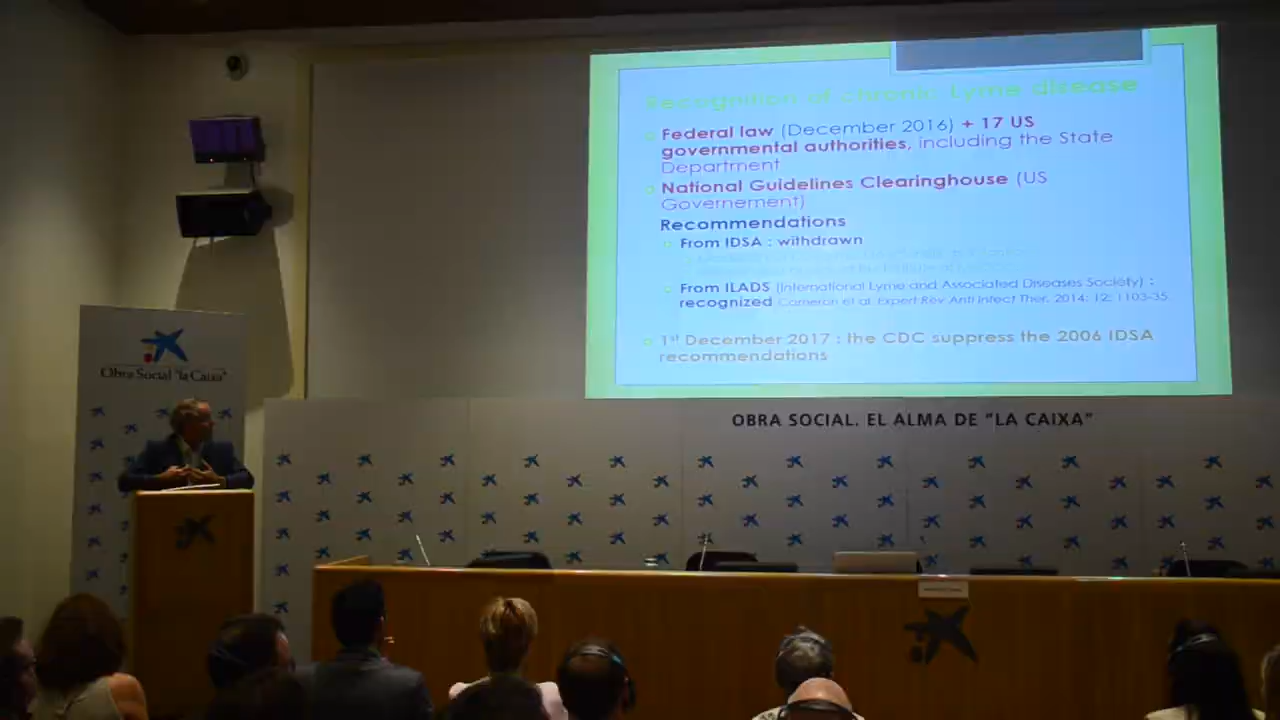 Recognition of chronic Lyme disease
Federal law (December 2016) + 17 US
governmental authorities, including the State
Department
National Guidelines Clearinghouse (US
Governement)
Recommendations
From IDSA : withdrawn
From ILADS (International Lyme and Associated Diseases Society) :
recognized Cameron et al. Expert Rev Anti Infect Ther. 2014; 12: 1103-35.
1st December 2017 : the CDC suppress the 2006 IDSA
recommendations
Obra Social "la Caixa"
OBRA SOCIAL. EL ALMA DE "LA CAIXA"